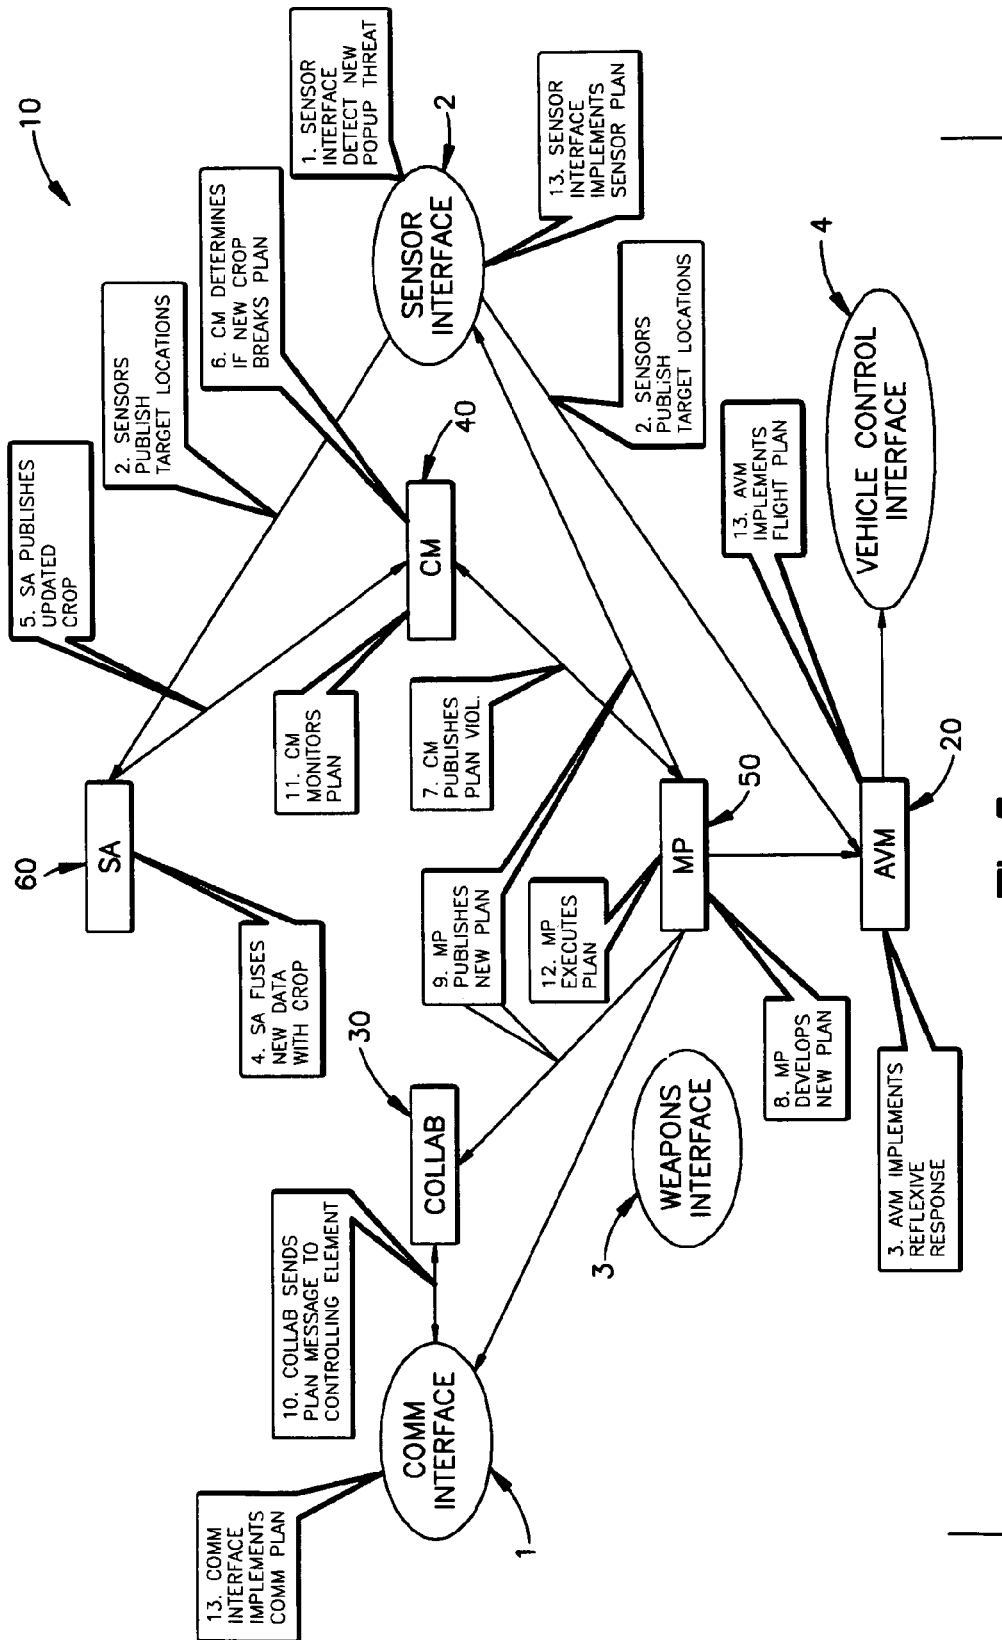 10
5. SA PUBLISHES
UPDATED
CROP
60
SA
2. SENSORS
PUBLISH
TARGET LOCATIONS
13. COMM
INTERFACE
IMPLEMENTS
COMM PLAN
4. SA FUSES
NEW DATA
WITH CROP
6. CM DETERMINES
IF NEW CROP
BREAKS PLAN
1. SENSOR
INTERFACE
DETECT NEW
POPUP THREAT
10. COLLAB SENDS
PLAN MESSAGE TO
CONTROLLING ELEMENT
30
11. CM
MONITORS
PLAN
COMM
INTERFACE
1
COLLAB
CM
40
SENSOR
INTERFACE
2
7. CM
PUBLISHES
PLAN VIOL.
9. MP
PUBLISHES
NEW PLAN
12. MP
EXECUTES
PLAN
13. SENSOR
INTERFACE
IMPLEMENTS
SENSOR PLAN
3
WEAPONS
INTERFACE
MP
50
2. SENSORS
PUBLISH
TARGET LOCATIONS
8. MP
DEVELOPS
NEW PLAN
13. AVM
IMPLEMENTS
FLIGHT PLAN
4
VEHICLE CONTROL
INTERFACE
3. AVM IMPLEMENTS
REFLEXIVE
RESPONSE
AVM
20